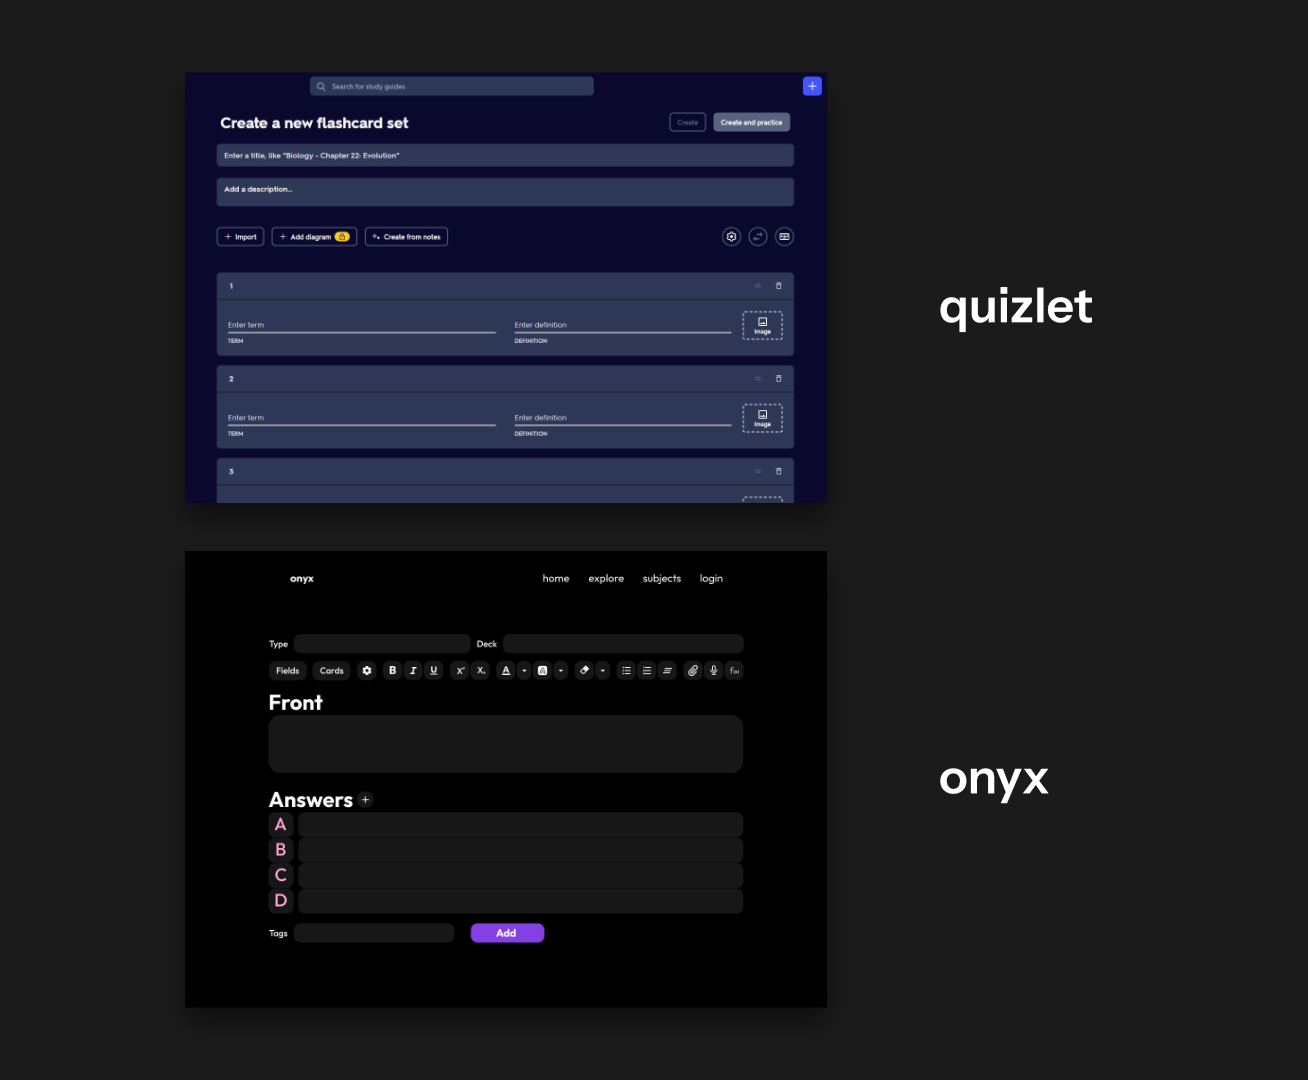 Search for study guides
+
Create a new flashcard set
Create
Create and practice
Enter a title, like "Biology - Chapter 22: Evolution"
Add a description...
+ Import
+ Add diagram
Create from notes
1
Enter term
Enter definition
Image
TERM
DEFINITION
2
Enter term
Enter definition
Image
TERM
DEFINITION
3
quizlet
onyx
home
explore
subjects
login
Type
Deck
Fields
Cards
B
I
U
X²
X₂
A
A
f(x)
Front
Answers +
A
B
C
D
Tags
Add
onyx